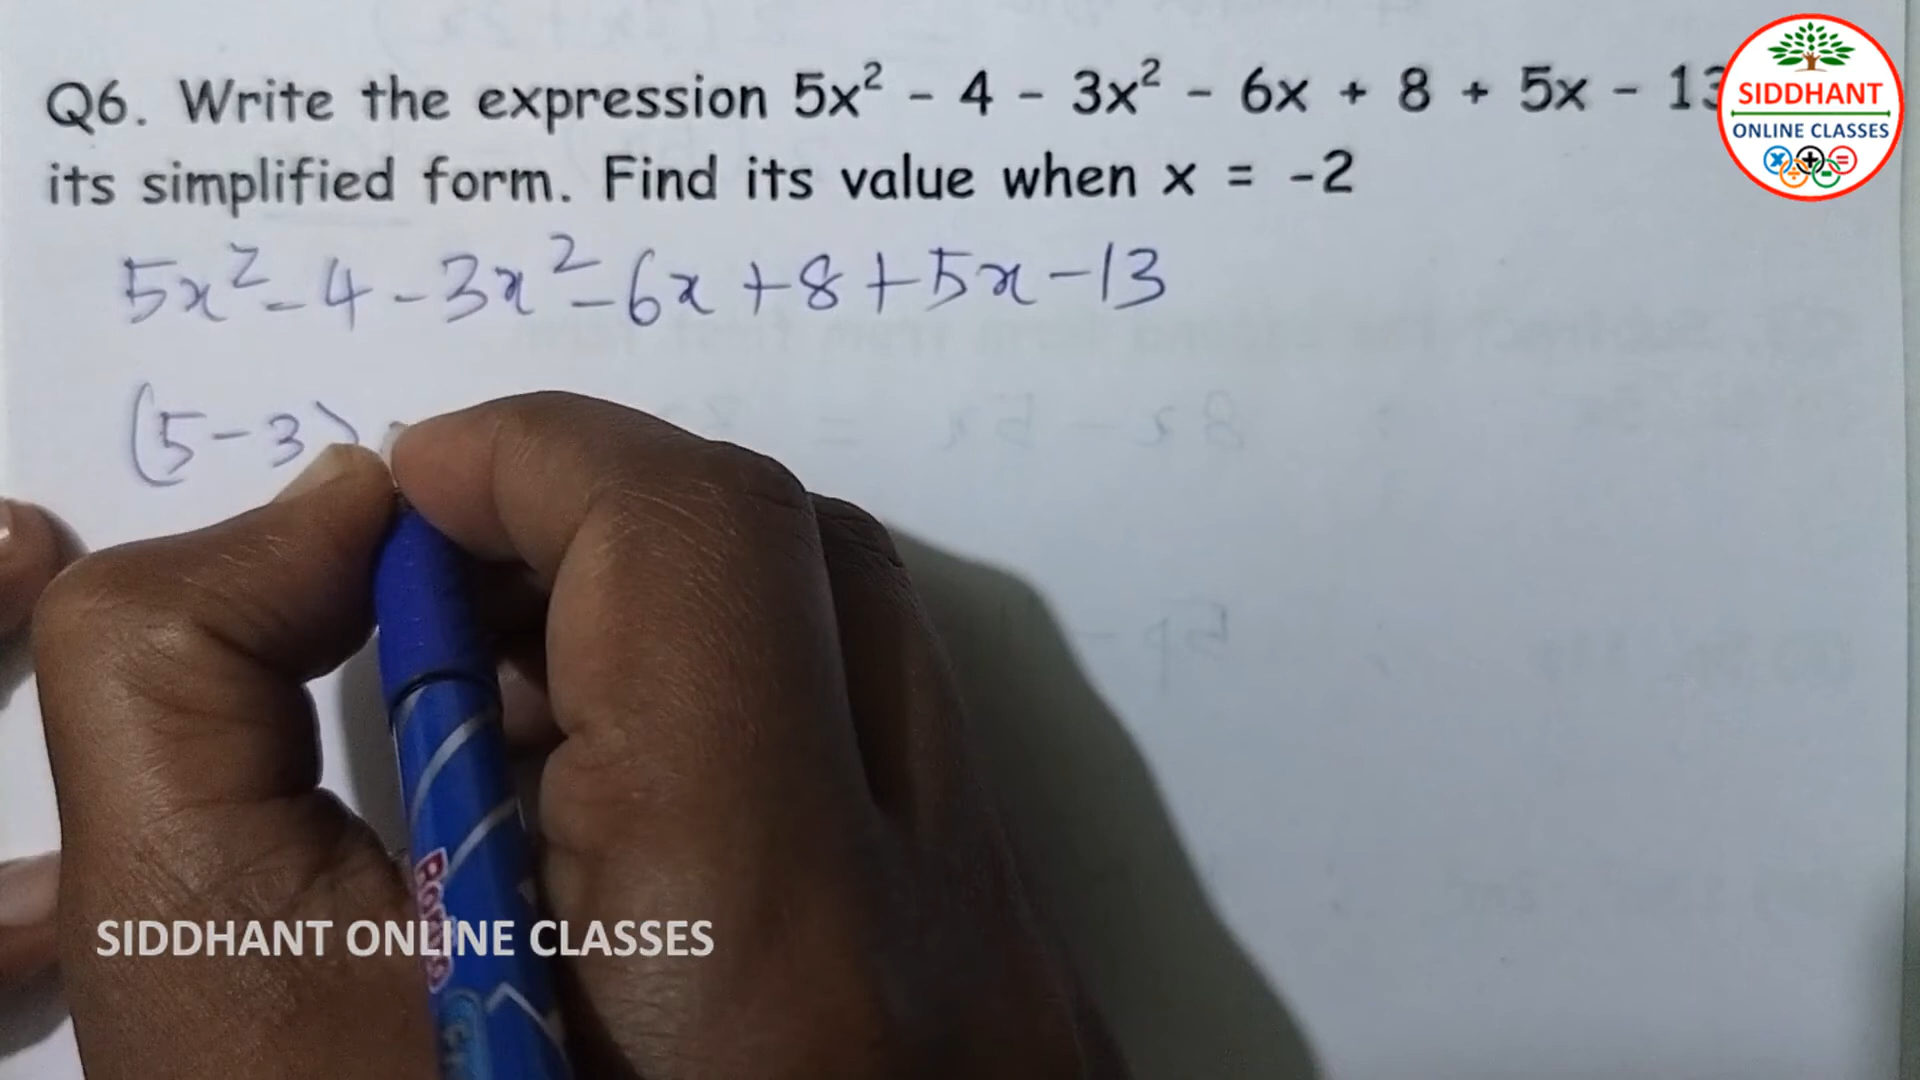 Q6. Write the expression 5x² - 4 - 3x² - 6x + 8 + 5x - 13
its simplified form. Find its value when x = -2
5x² - 4 - 3x² - 6x + 8 + 5x - 13
(5-3)
SIDDHANT
ONLINE CLASSES
SIDDHANT ONLINE CLASSES